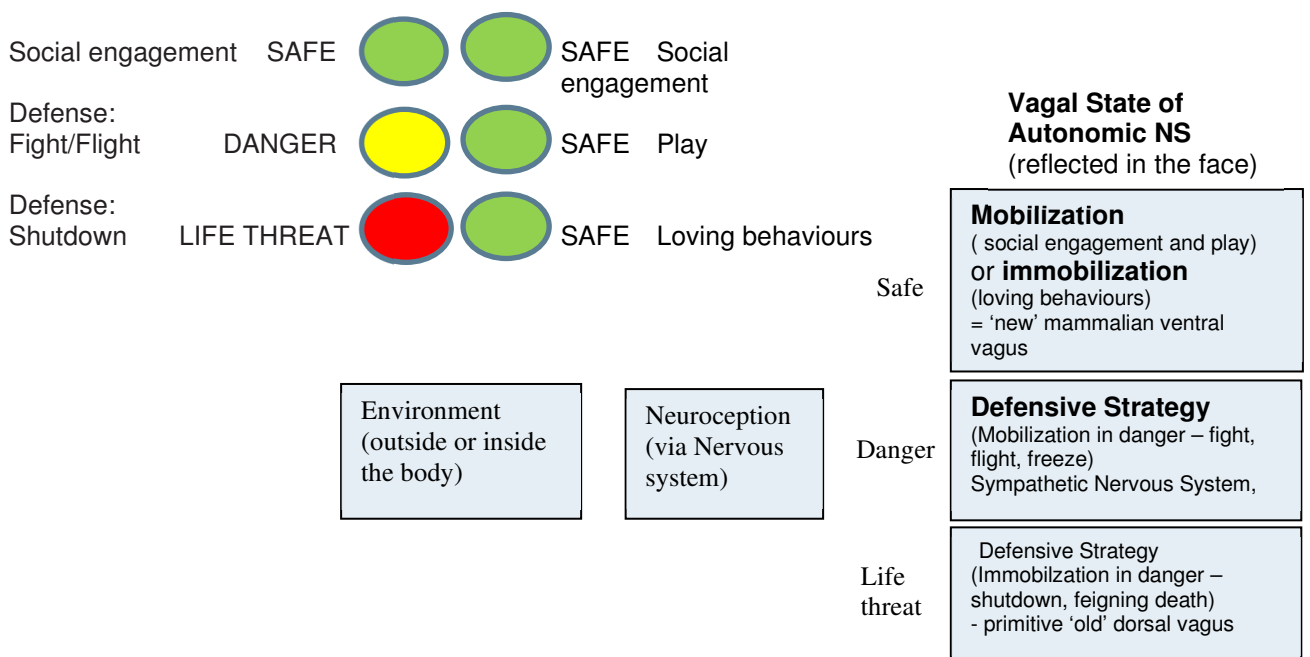 Social engagement SAFE SAFE Social
engagement
Defense:
Fight/Flight DANGER SAFE Play
Defense:
Shutdown LIFE THREAT SAFE Loving behaviours
Vagal State of
Autonomic NS
(reflected in the face)
Safe
Mobilization
( social engagement and play)
or immobilization
(loving behaviours)
= ‘new’ mammalian ventral
vagus
Environment
(outside or inside
the body)
Neuroception
(via Nervous
system)
Danger
Defensive Strategy
(Mobilization in danger – fight,
flight, freeze)
Sympathetic Nervous System,
Life
threat
Defensive Strategy
(Immobilzation in danger –
shutdown, feigning death)
- primitive ‘old’ dorsal vagus